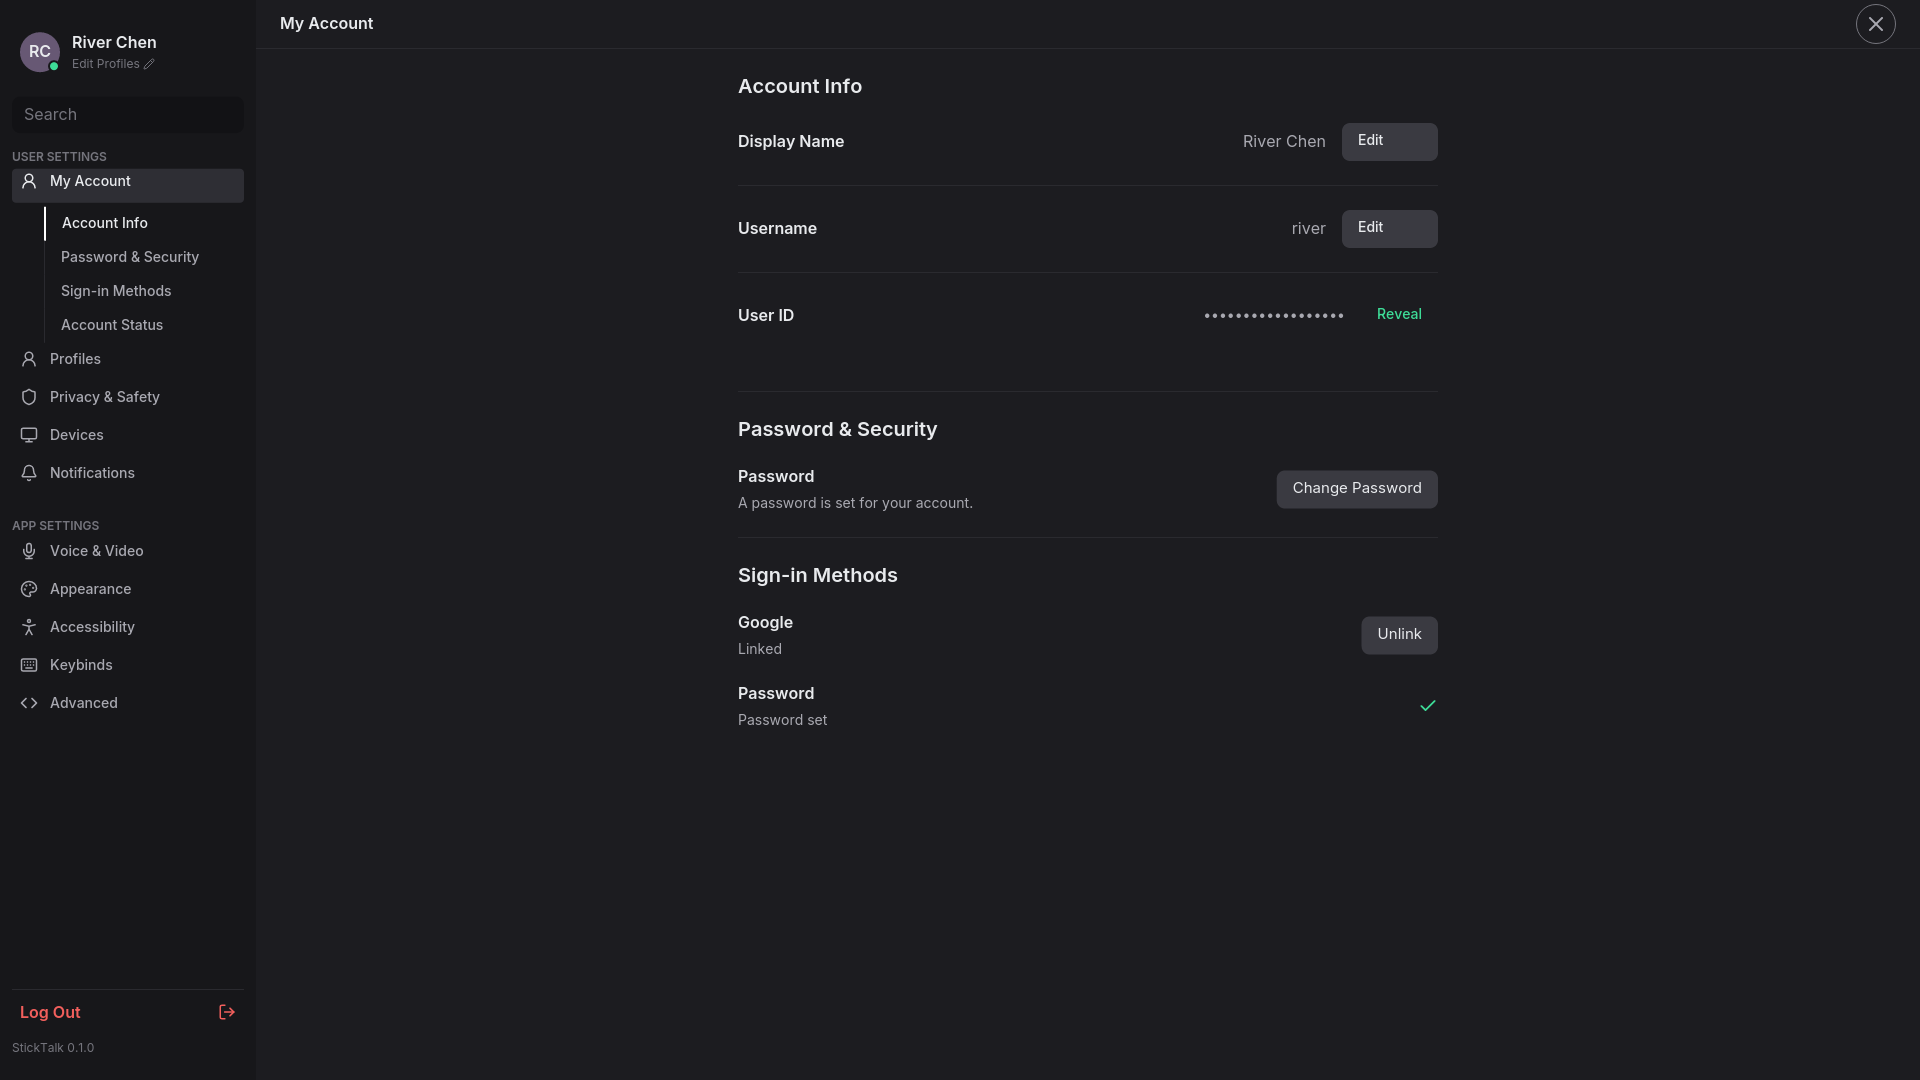 RC
River Chen
Edit Profiles
Search
USER SETTINGS
My Account
Account Info
Password & Security
Sign-in Methods
Account Status
Profiles
Privacy & Safety
Devices
Notifications
APP SETTINGS
Voice & Video
Appearance
Accessibility
Keybinds
Advanced
Log Out
StickTalk 0.1.0
My Account
Account Info
Display Name River Chen Edit
Username river Edit
User ID •••••••••••••••••• Reveal
Password & Security
Password
A password is set for your account.
Change Password
Sign-in Methods
Google
Linked
Unlink
Password
Password set